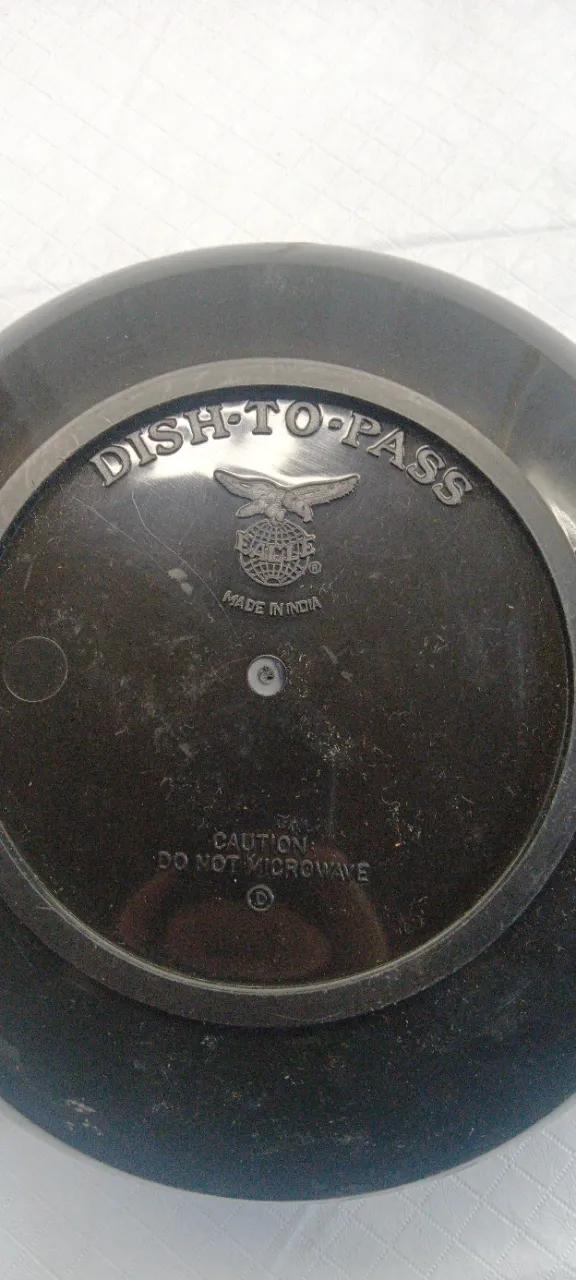 DISH-TO-PASS
EAGLE
®
MADE IN INDIA
CAUTION:
DO NOT MICROWAVE
D